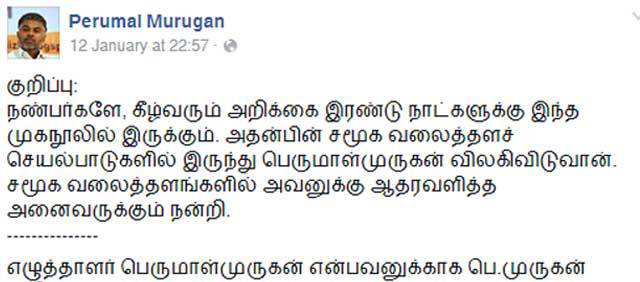 Perumal Murugan
12 January at 22:57 ·
குறிப்பு:
நண்பர்களே, கீழ்வரும் அறிக்கை இரண்டு நாட்களுக்கு இந்த
முகநூலில் இருக்கும். அதன்பின் சமூக வலைத்தளச்
செயல்பாடுகளில் இருந்து பெருமாள்முருகன் விலகிவிடுவான்.
சமூக வலைத்தளங்களில் அவனுக்கு ஆதரவளித்த
அனைவருக்கும் நன்றி.
---------------
எழுத்தாளர் பெருமாள்முருகன் என்பவனுக்காக பெ.முருகன்